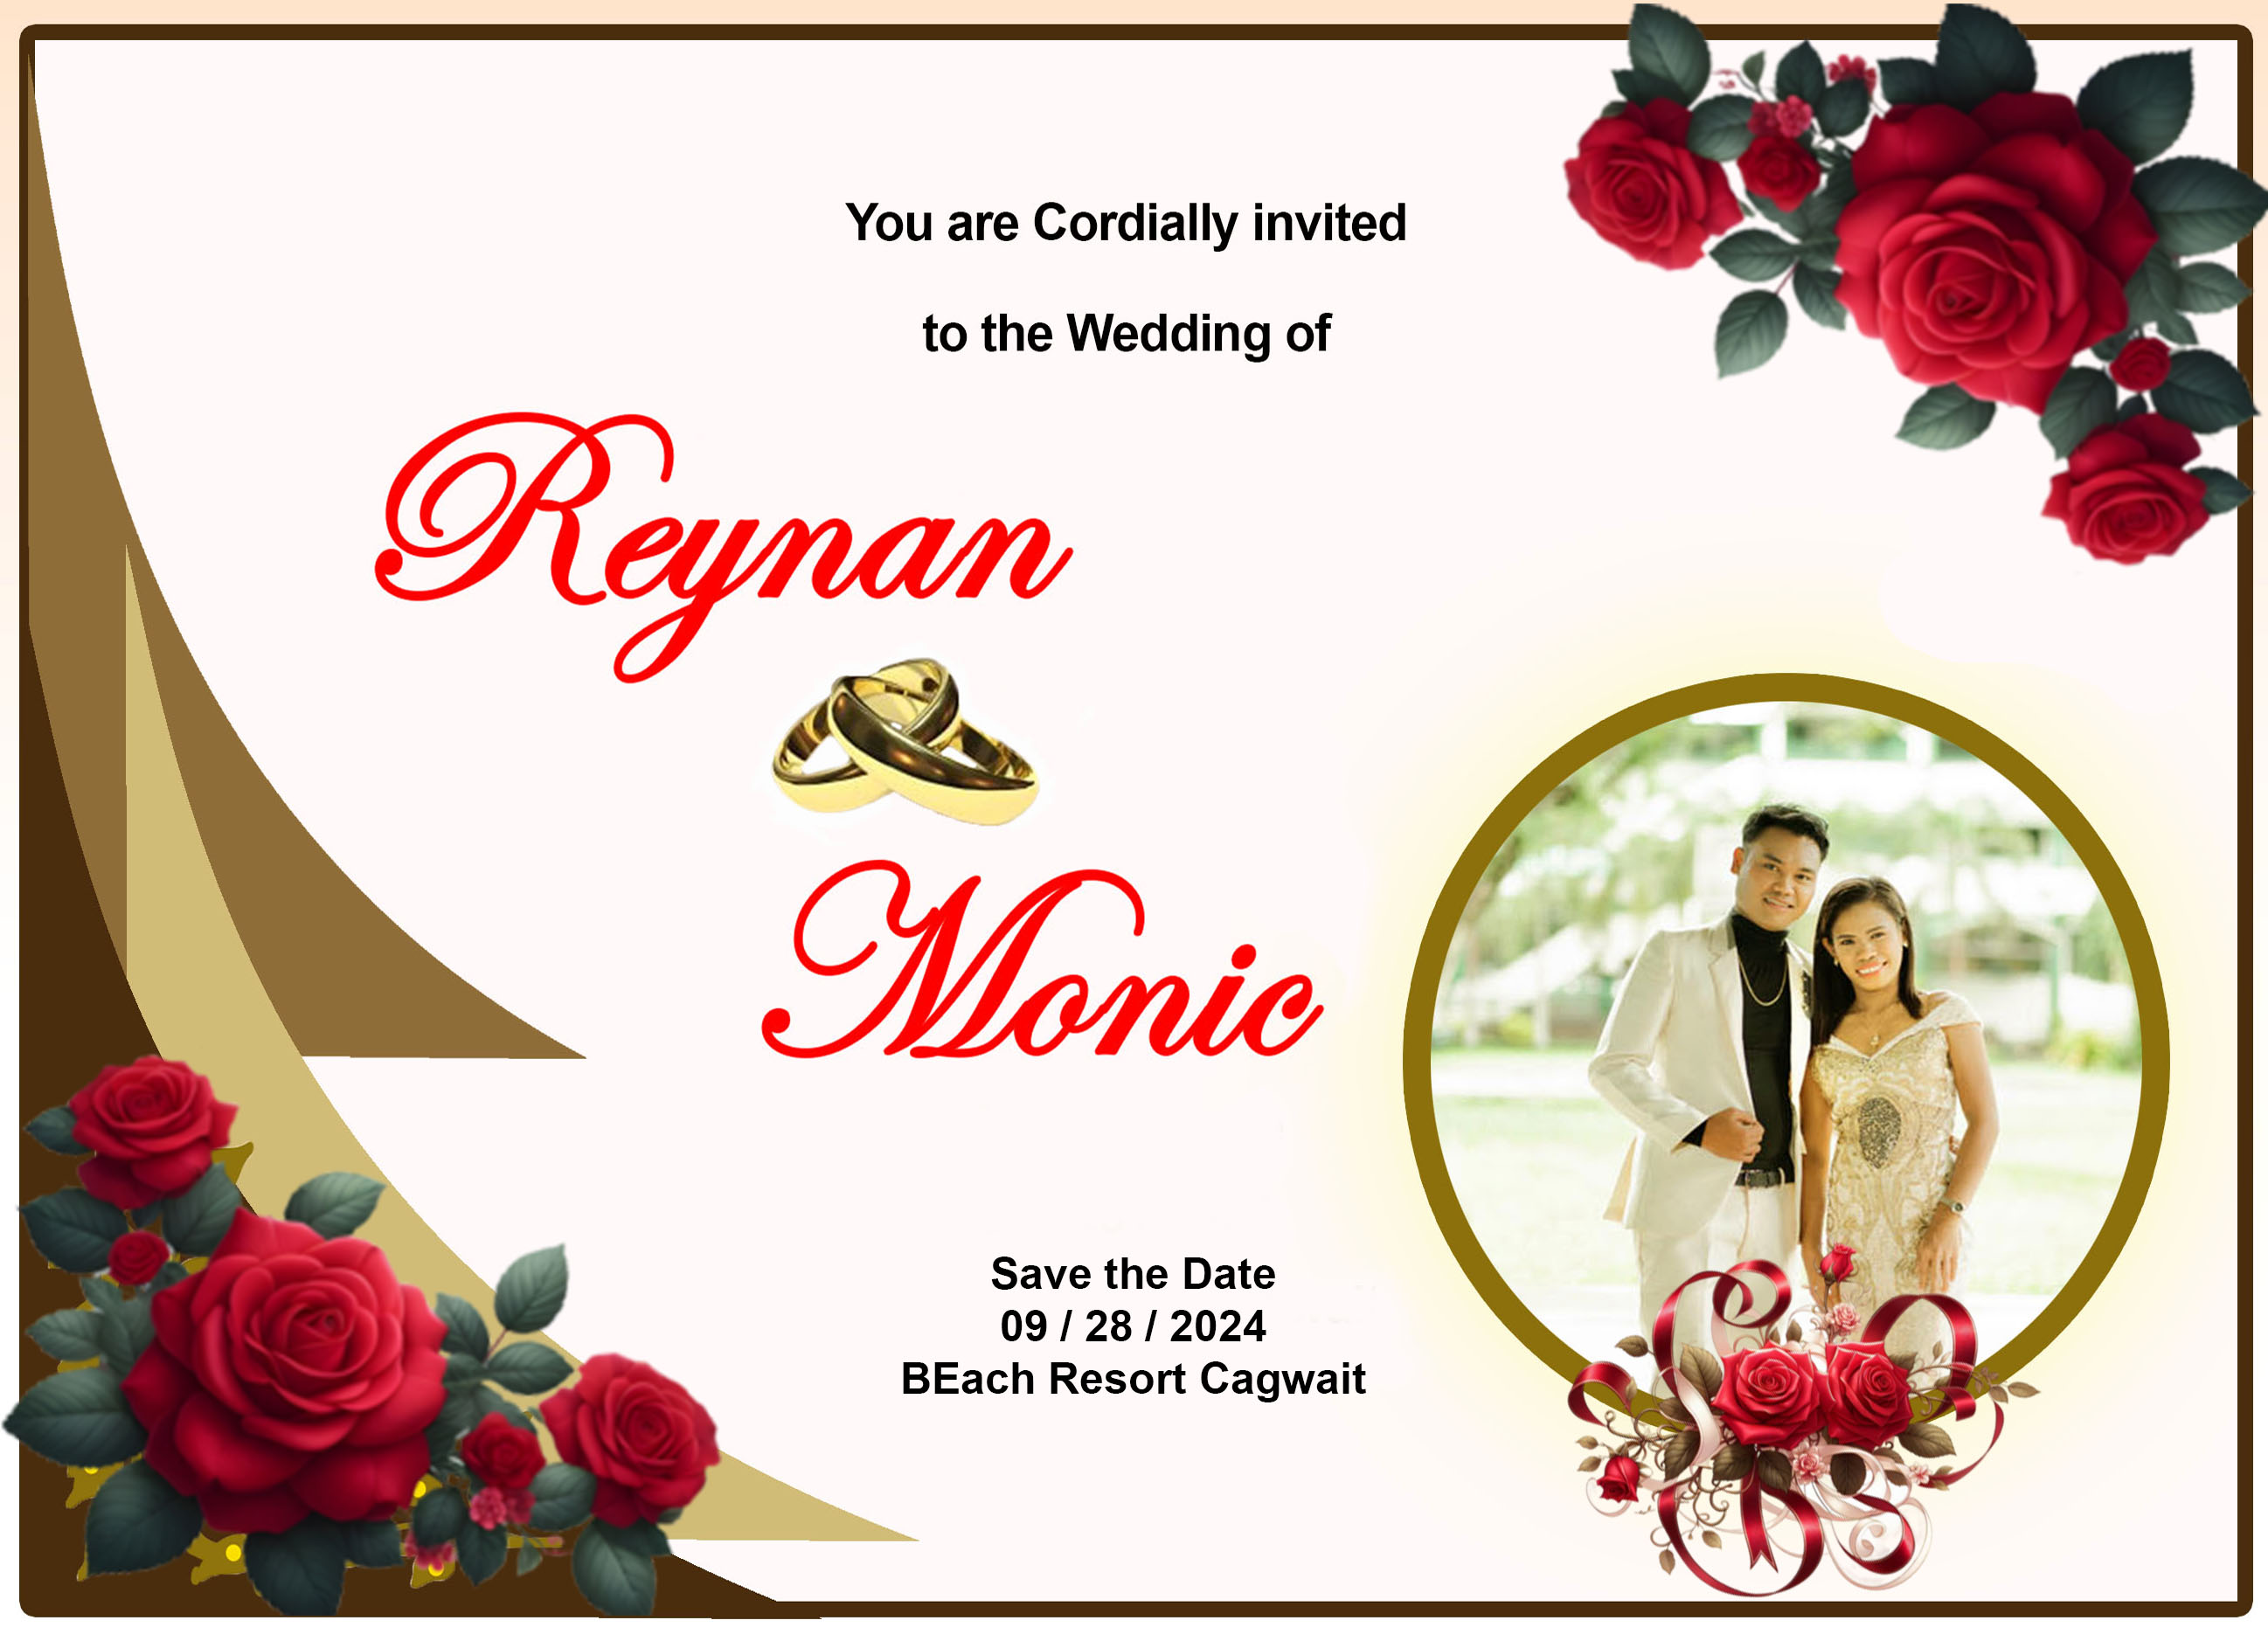 You are Cordially invited
to the Wedding of
Reynan
Monic
Save the Date
09 / 28 / 2024
BEach Resort Cagwait